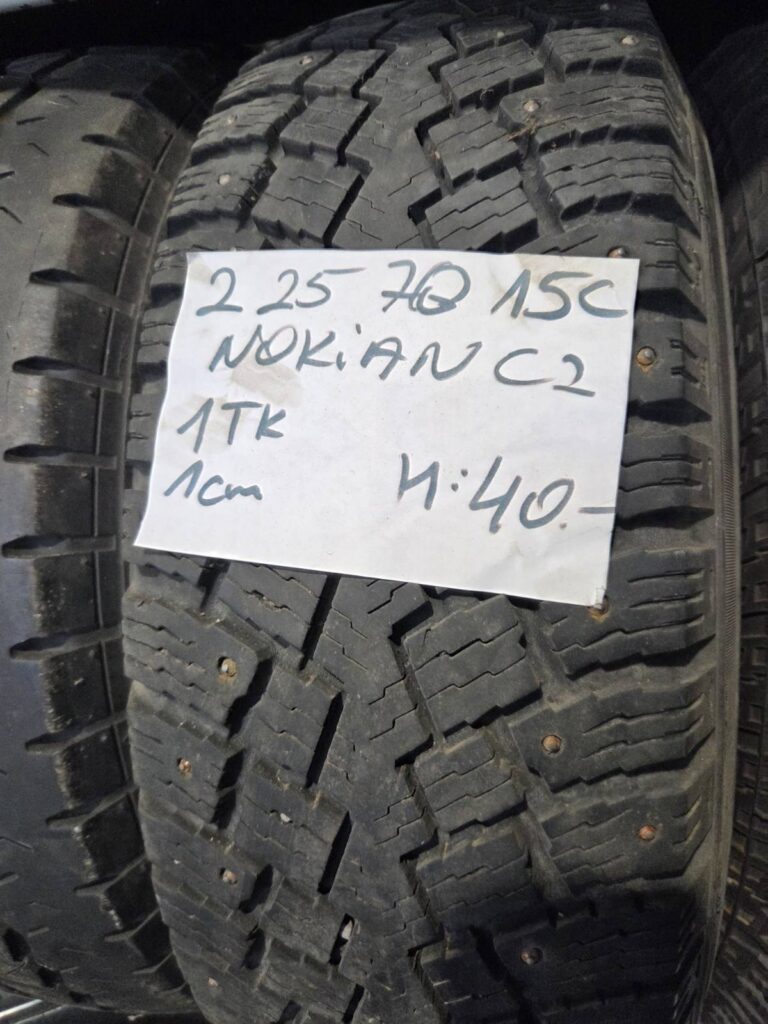 225 70 15C
NOKiAN C2
1TK
1cm H:40.-